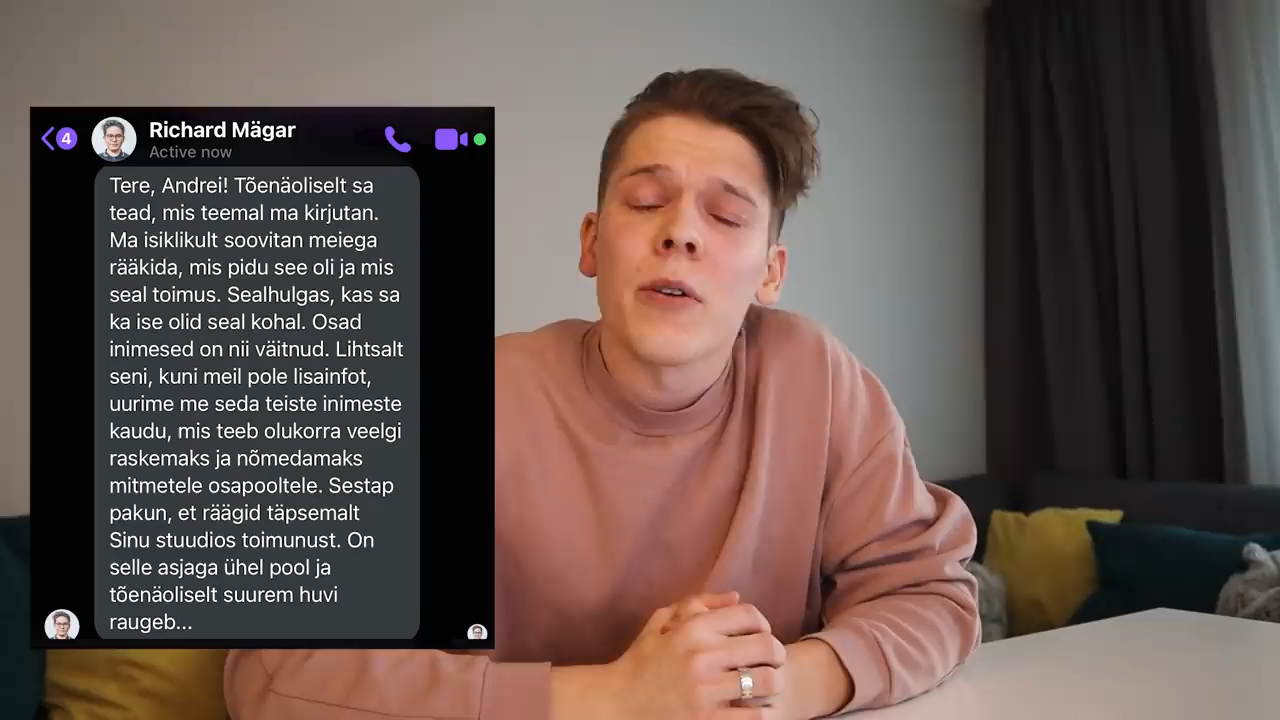 4
Richard Mägar
Active now
Tere, Andrei! Tõenäoliselt sa
tead, mis teemal ma kirjutan.
Ma isiklikult soovitan meiega
rääkida, mis pidu see oli ja mis
seal toimus. Sealhulgas, kas sa
ka ise olid seal kohal. Osad
inimesed on nii väitnud. Lihtsalt
seni, kuni meil pole lisainfot,
uurime me seda teiste inimeste
kaudu, mis teeb olukorra veelgi
raskemaks ja nõmedamaks
mitmetele osapooltele. Sestap
pakun, et räägid täpsemalt
Sinu stuudios toimunust. On
selle asjaga ühel pool ja
tõenäoliselt suurem huvi
raugeb...